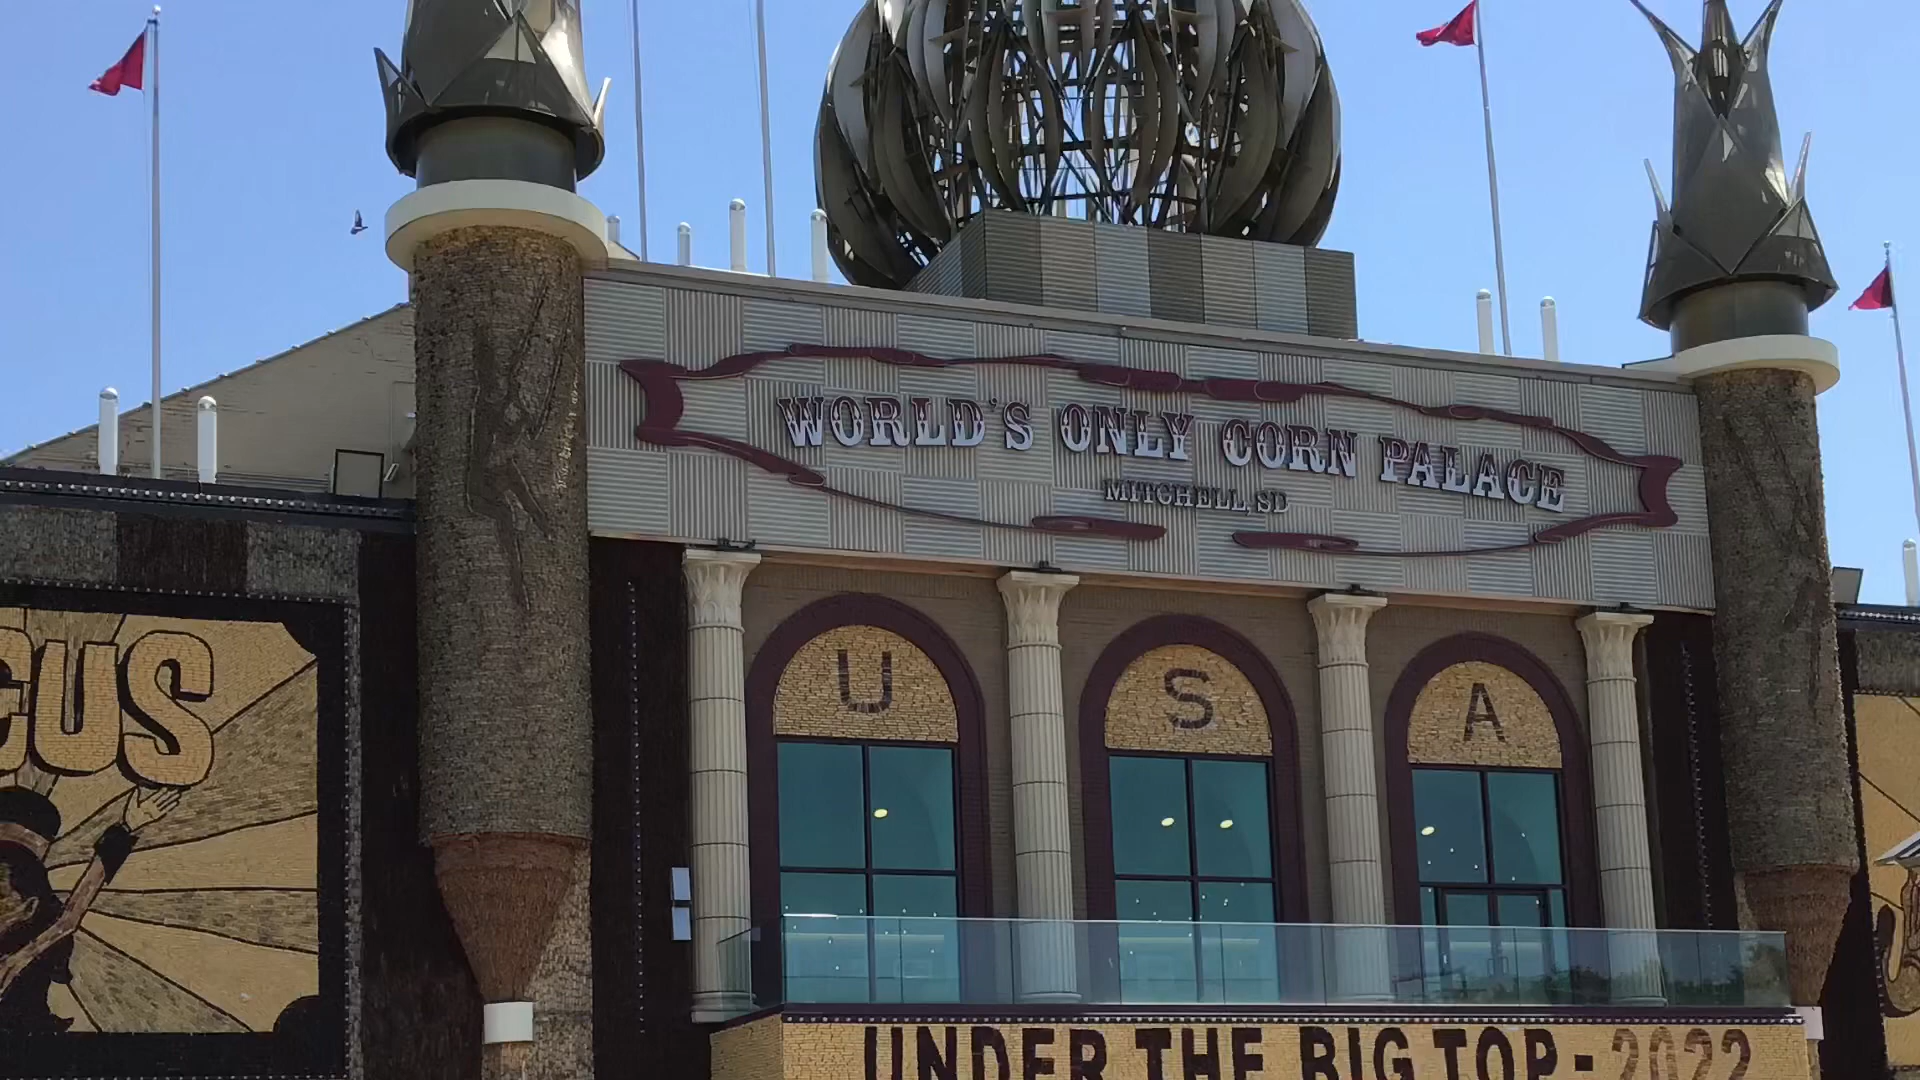 WORLD'S ONLY CORN PALACE
MITCHELL, SD
U S A
CUS
UNDER THE BIG TOP - 2022